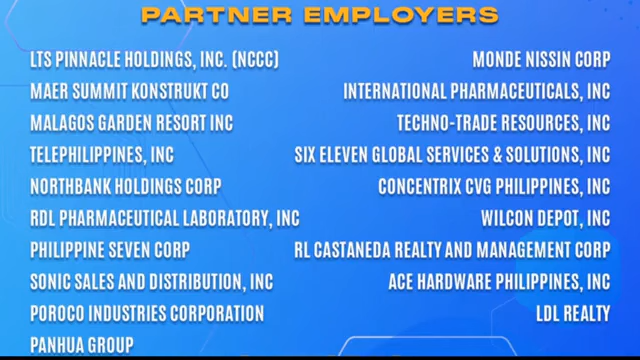 PARTNER EMPLOYERS
LTS PINNACLE HOLDINGS, INC. (NCCC)
MAER SUMMIT KONSTRUKT CO
MALAGOS GARDEN RESORT INC
TELEPHILIPPINES, INC
NORTHBANK HOLDINGS CORP
RDL PHARMACEUTICAL LABORATORY, INC
PHILIPPINE SEVEN CORP
SONIC SALES AND DISTRIBUTION, INC
POROCO INDUSTRIES CORPORATION
PANHUA GROUP
MONDE NISSIN CORP
INTERNATIONAL PHARMACEUTICALS, INC
TECHNO-TRADE RESOURCES, INC
SIX ELEVEN GLOBAL SERVICES & SOLUTIONS, INC
CONCENTRIX CVG PHILIPPINES, INC
WILCON DEPOT, INC
RL CASTANEDA REALTY AND MANAGEMENT CORP
ACE HARDWARE PHILIPPINES, INC
LDL REALTY